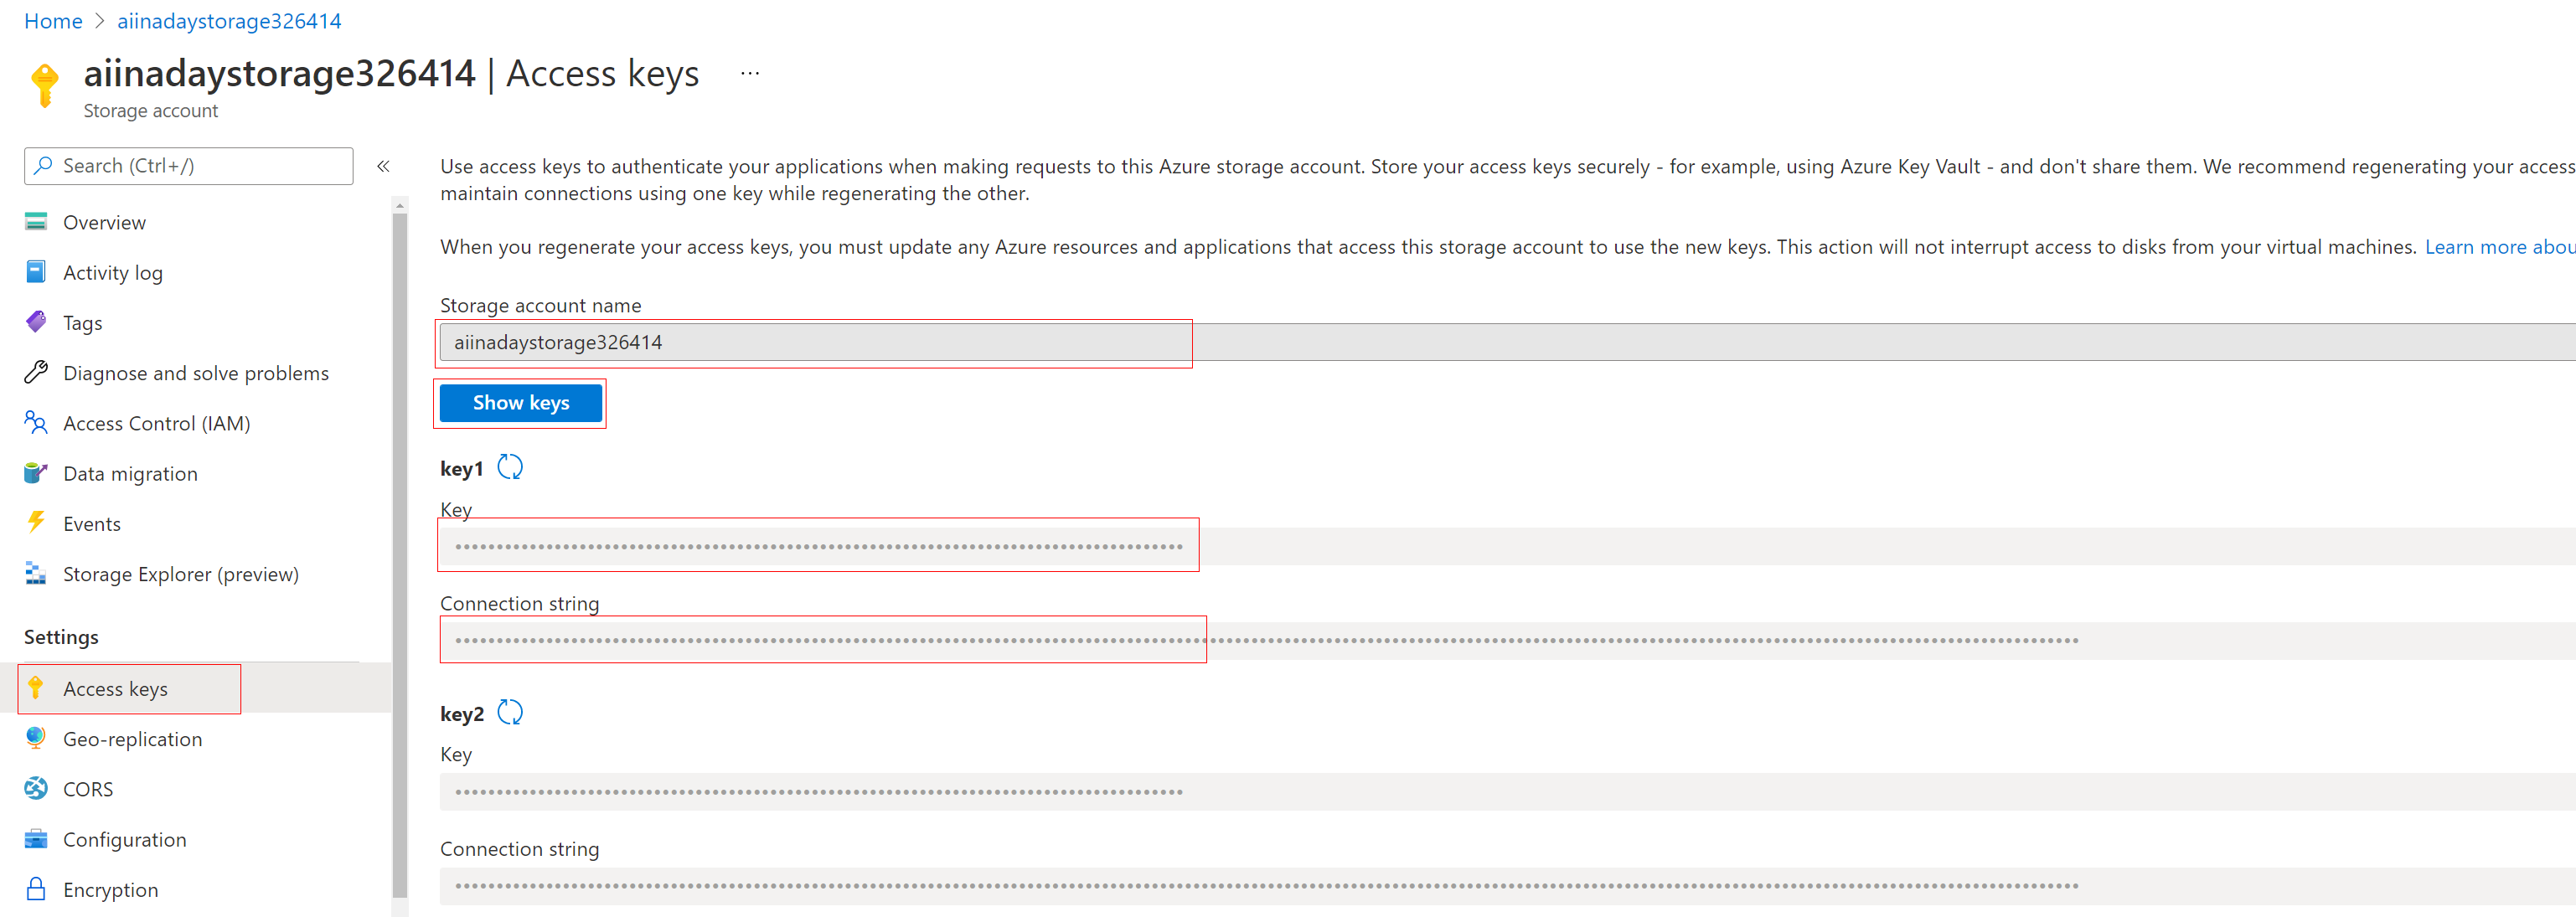 Home > aiinadaystorage326414
aiinadaystorage326414 | Access keys ...
Storage account
Search (Ctrl+/)
«
Overview
Activity log
Tags
Diagnose and solve problems
Access Control (IAM)
Data migration
Events
Storage Explorer (preview)
Settings
Access keys
Geo-replication
CORS
Configuration
Encryption
Use access keys to authenticate your applications when making requests to this Azure storage account. Store your access keys securely - for example, using Azure Key Vault - and don't share them. We recommend regenerating your access
maintain connections using one key while regenerating the other.
When you regenerate your access keys, you must update any Azure resources and applications that access this storage account to use the new keys. This action will not interrupt access to disks from your virtual machines. Learn more abou
Storage account name
aiinadaystorage326414
Show keys
key1
Key
Connection string
key2
Key
Connection string